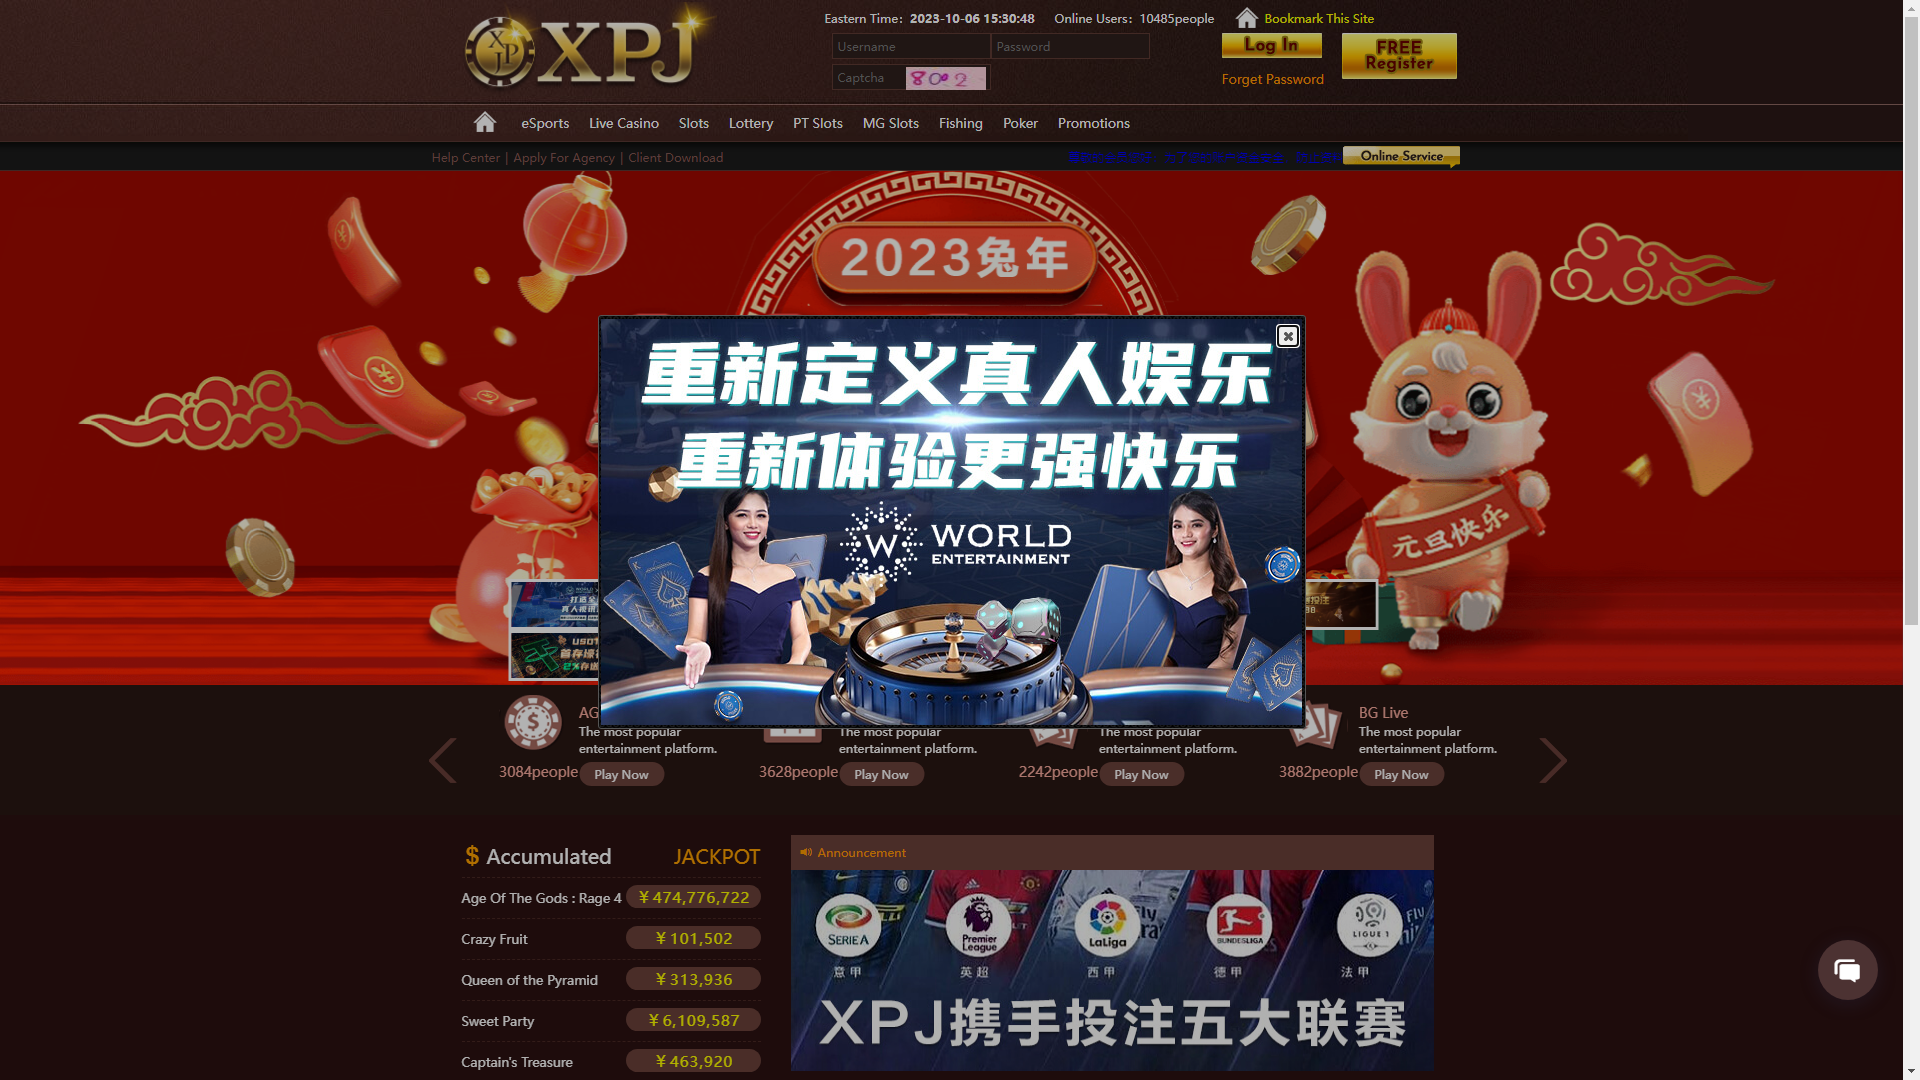 XPJ
Eastern Time: 2023-10-06 15:30:48 Online Users: 10485people Bookmark This Site
Username Password Log In FREE Register
Captcha 8002 Forget Password
eSports Live Casino Slots Lottery PT Slots MG Slots Fishing Poker Promotions
Help Center | Apply For Agency | Client Download
Online Service
2023兔年
重新定义真人娱乐
重新体验更强快乐
WORLD
ENTERTAINMENT
元旦快乐
USDT
AG
BG Live
The most popular The most popular The most popular The most popular
entertainment platform. entertainment platform. entertainment platform. entertainment platform.
3084people Play Now 3628people Play Now 2242people Play Now 3882people Play Now
$ Accumulated JACKPOT
Age Of The Gods : Rage 4 ¥ 474,776,722
Crazy Fruit ¥ 101,502
Queen of the Pyramid ¥ 313,936
Sweet Party ¥ 6,109,587
Captain's Treasure ¥ 463,920
Announcement
SERIE A Premier League LaLiga BUNDESLIGA LIGUE 1
意甲 英超 西甲 德甲 法甲
XPJ携手投注五大联赛